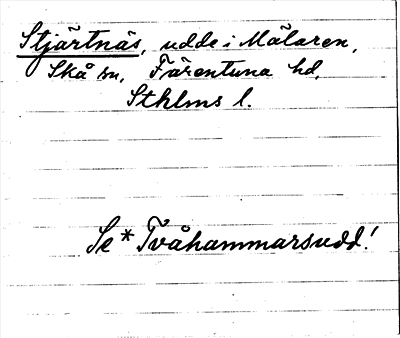 Stjärtnäs, udde i Mälaren,
Skå sn, Färentuna hd,
Sthlms l.
Se *Tvåhammarsudd!